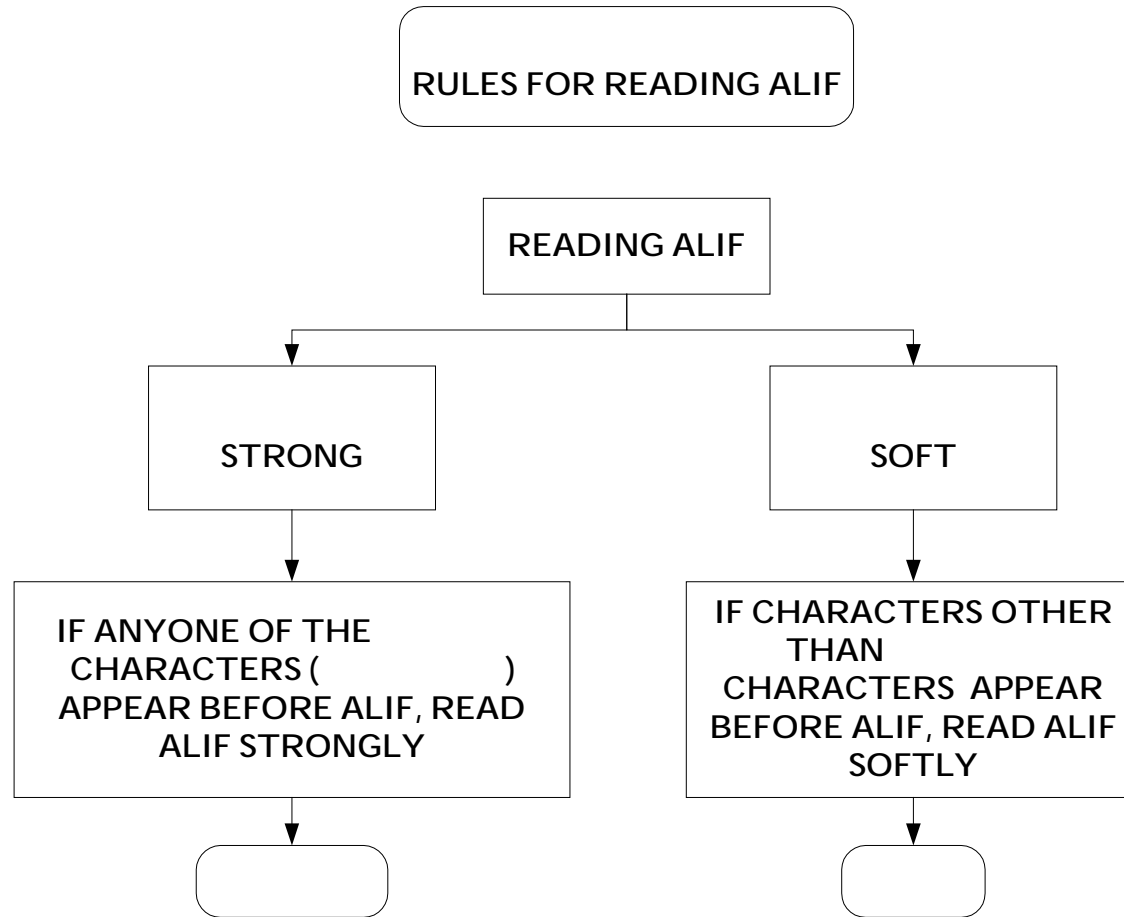 RULES FOR READING ALIF
READING ALIF
STRONG
SOFT
IF ANYONE OF THE
CHARACTERS ( )
APPEAR BEFORE ALIF, READ
ALIF STRONGLY
IF CHARACTERS OTHER
THAN
CHARACTERS APPEAR
BEFORE ALIF, READ ALIF
SOFTLY